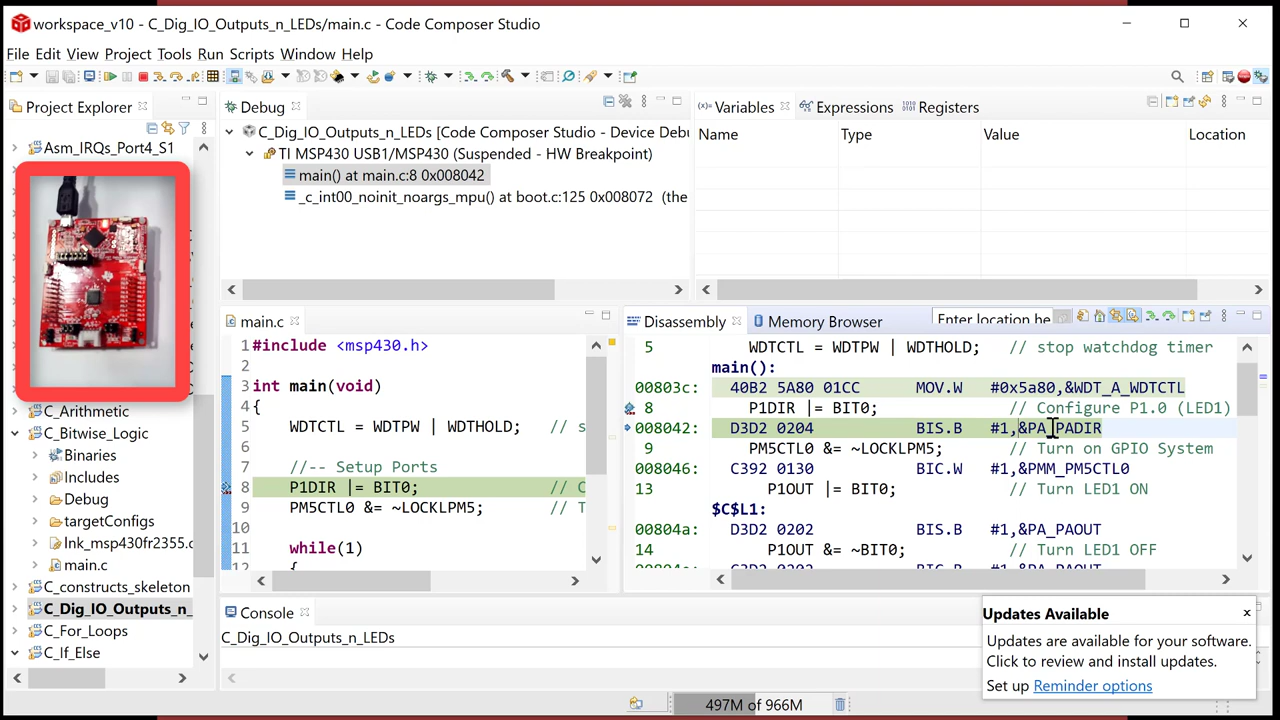 workspace_v10 - C_Dig_IO_Outputs_n_LEDs/main.c - Code Composer Studio
File Edit View Project Tools Run Scripts Window Help
Project Explorer
Asm_IRQs_Port4_S1
C_Arithmetic
C_Bitwise_Logic
Binaries
Includes
Debug
targetConfigs
lnk_msp430fr2355.c
main.c
C_constructs_skeleton
C_Dig_IO_Outputs_n_
C_For_Loops
C_If_Else
Debug
C_Dig_IO_Outputs_n_LEDs [Code Composer Studio - Device Debu
TI MSP430 USB1/MSP430 (Suspended - HW Breakpoint)
main() at main.c:8 0x008042
_c_int00_noinit_noargs_mpu() at boot.c:125 0x008072 (the
(x)= Variables Expressions Registers
Name Type Value Location
main.c
1 #include <msp430.h>
2
3 int main(void)
4 {
5 WDTCTL = WDTPW | WDTHOLD; // s
6
7 //-- Setup Ports
8 P1DIR |= BIT0; // C
9 PM5CTL0 &= ~LOCKLPM5; // T
10
11 while(1)
12 {
Disassembly Memory Browser Enter location he
5 WDTCTL = WDTPW | WDTHOLD; // stop watchdog timer
main():
00803c: 40B2 5A80 01CC MOV.W #0x5a80,&WDT_A_WDTCTL
8 P1DIR |= BIT0; // Configure P1.0 (LED1)
008042: D3D2 0204 BIS.B #1,&PA_PADIR
9 PM5CTL0 &= ~LOCKLPM5; // Turn on GPIO System
008046: C392 0130 BIC.W #1,&PMM_PM5CTL0
13 P1OUT |= BIT0; // Turn LED1 ON
$C$L1:
00804a: D3D2 0202 BIS.B #1,&PA_PAOUT
14 P1OUT &= ~BIT0; // Turn LED1 OFF
00804e: C3D2 0202 BIC.B #1,&PA_PAOUT
Console
C_Dig_IO_Outputs_n_LEDs
Updates Available
Updates are available for your software.
Click to review and install updates.
Set up Reminder options
497M of 966M